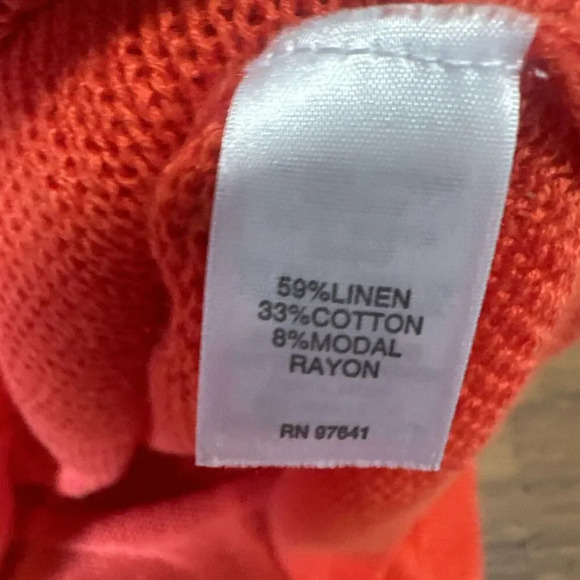 59%LINEN
33%COTTON
8%MODAL
RAYON
RN 97641